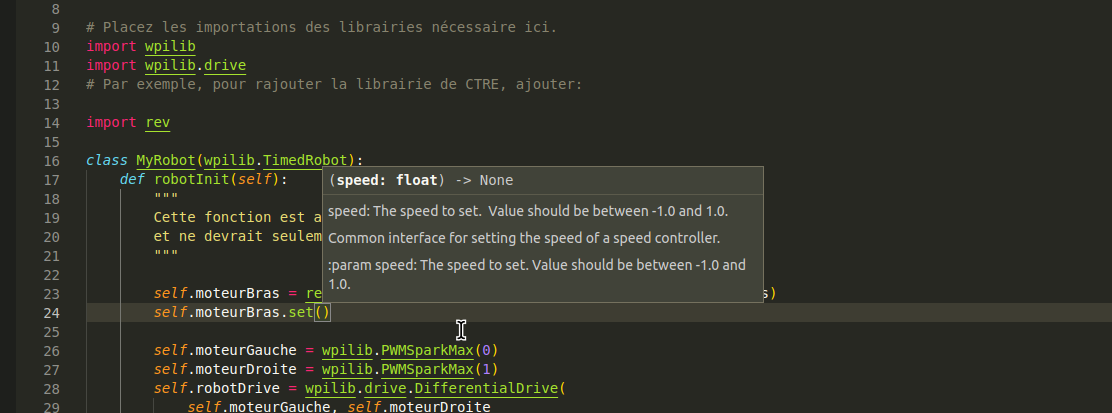 8
9 # Placez les importations des librairies nécessaire ici.
10 import wpilib
11 import wpilib.drive
12 # Par exemple, pour rajouter la librairie de CTRE, ajouter:
13
14 import rev
15
16 class MyRobot(wpilib.TimedRobot):
17 def robotInit(self):
(speed: float) -> None
18 """
19 Cette fonction est a
speed: The speed to set. Value should be between -1.0 and 1.0.
20 et ne devrait seulem
Common interface for setting the speed of a speed controller.
21 """
:param speed: The speed to set. Value should be between -1.0 and
1.0.
22
23 self.moteurBras = re s)
24 self.moteurBras.set()
25
26 self.moteurGauche = wpilib.PWMSparkMax(0)
27 self.moteurDroite = wpilib.PWMSparkMax(1)
28 self.robotDrive = wpilib.drive.DifferentialDrive(
29 self.moteurGauche, self.moteurDroite